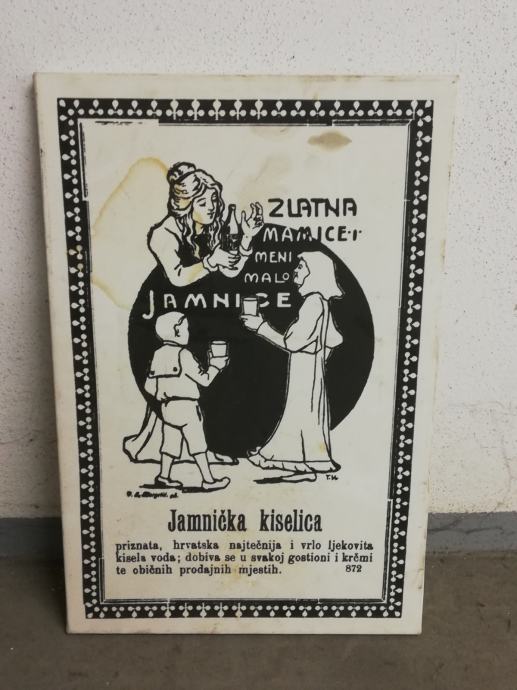 ZLATNA
MAMICE·I·
MENI
MALO
JAMNICE
T.K
Jamnička kiselica
priznata, hrvatska najtečnija i vrlo ljekovita
kisela voda; dobiva se u svakoj gostioni i krčmi
te običnih prodajnih mjestih. 872